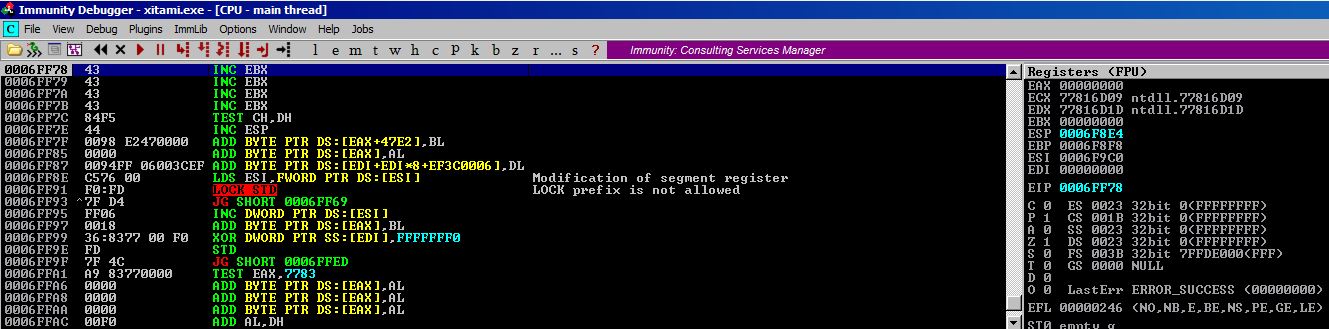 Immunity Debugger - xitami.exe - [CPU - main thread]
C File View Debug Plugins ImmLib Options Window Help Jobs
l e m t w h c p k b z r ... s ? Immunity: Consulting Services Manager
0006FF78 43 INC EBX
0006FF79 43 INC EBX
0006FF7A 43 INC EBX
0006FF7B 43 INC EBX
0006FF7C 84F5 TEST CH,DH
0006FF7E 44 INC ESP
0006FF7F 0098 E2470000 ADD BYTE PTR DS:[EAX+47E2],BL
0006FF85 0000 ADD BYTE PTR DS:[EAX],AL
0006FF87 0094FF 06003CEF ADD BYTE PTR DS:[EDI+EDI*8+EF3C0006],DL
0006FF8E C576 00 LDS ESI,FWORD PTR DS:[ESI] Modification of segment register
0006FF91 F0:FD LOCK STD LOCK prefix is not allowed
0006FF93 ^7F D4 JG SHORT 0006FF69
0006FF95 FF06 INC DWORD PTR DS:[ESI]
0006FF97 0018 ADD BYTE PTR DS:[EAX],BL
0006FF99 36:8377 00 F0 XOR DWORD PTR SS:[EDI],FFFFFFF0
0006FF9E FD STD
0006FF9F 7F 4C JG SHORT 0006FFED
0006FFA1 A9 83770000 TEST EAX,7783
0006FFA6 0000 ADD BYTE PTR DS:[EAX],AL
0006FFA8 0000 ADD BYTE PTR DS:[EAX],AL
0006FFAA 0000 ADD BYTE PTR DS:[EAX],AL
0006FFAC 00F0 ADD AL,DH
Registers (FPU)
EAX 00000000
ECX 77816D09 ntdll.77816D09
EDX 77816D1D ntdll.77816D1D
EBX 00000000
ESP 0006F8E4
EBP 0006F8F8
ESI 0006F9C0
EDI 00000000
EIP 0006FF78
C 0 ES 0023 32bit 0(FFFFFFFF)
P 1 CS 001B 32bit 0(FFFFFFFF)
A 0 SS 0023 32bit 0(FFFFFFFF)
Z 1 DS 0023 32bit 0(FFFFFFFF)
S 0 FS 003B 32bit 7FFDE000(FFF)
T 0 GS 0000 NULL
D 0
O 0 LastErr ERROR_SUCCESS (00000000)
EFL 00000246 (NO,NB,E,BE,NS,PE,GE,LE)
ST0 empty g